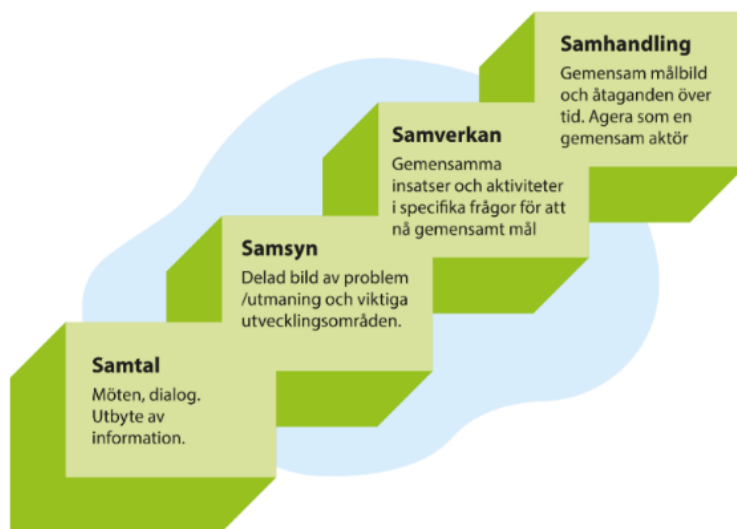 Samhandling
Gemensam målbild
och åtaganden över
tid. Agera som en
gemensam aktör
Samverkan
Gemensamma
insatser och aktiviteter
i specifika frågor för att
nå gemensamt mål
Samsyn
Delad bild av problem
/utmaning och viktiga
utvecklingsområden.
Samtal
Möten, dialog.
Utbyte av
information.